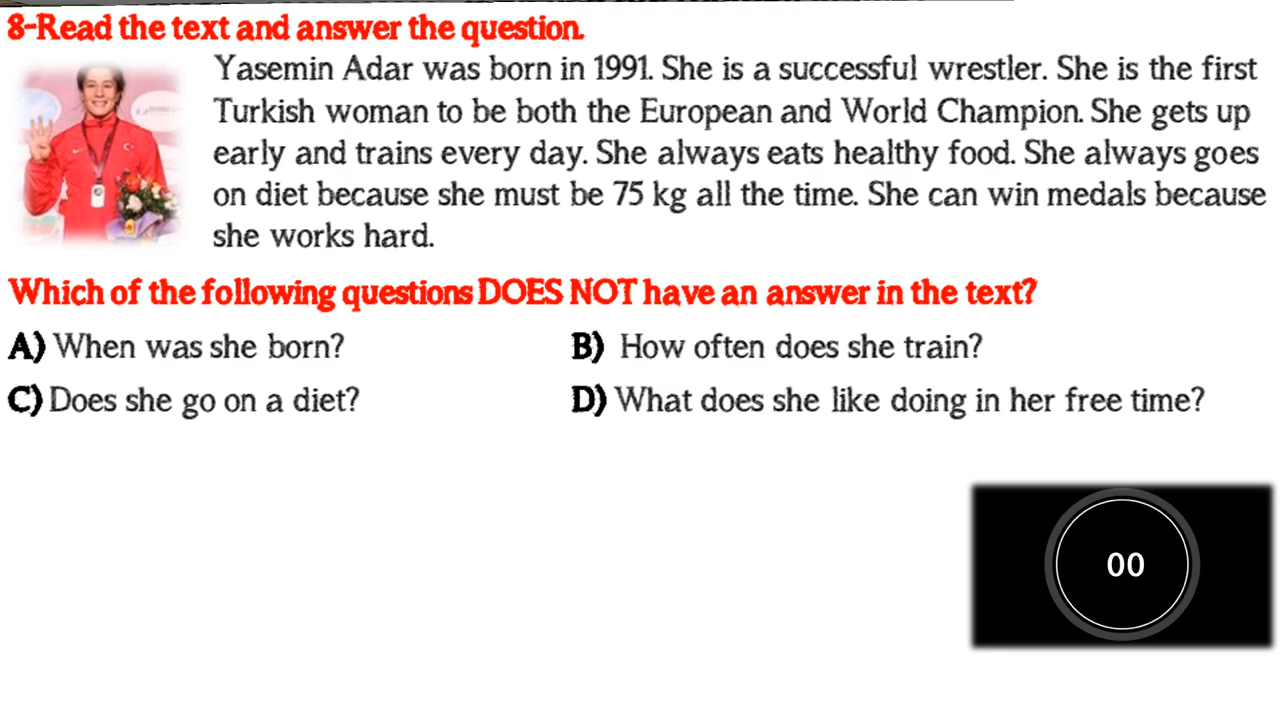 8-Read the text and answer the question.
Yasemin Adar was born in 1991. She is a successful wrestler. She is the first
Turkish woman to be both the European and World Champion. She gets up
early and trains every day. She always eats healthy food. She always goes
on diet because she must be 75 kg all the time. She can win medals because
she works hard.
Which of the following questions DOES NOT have an answer in the text?
A) When was she born?
B) How often does she train?
C) Does she go on a diet?
D) What does she like doing in her free time?
00